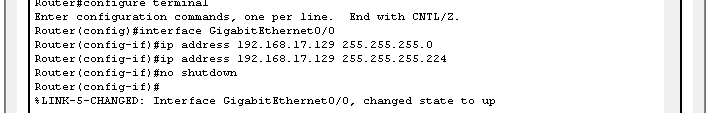 Router#configure terminal
Enter configuration commands, one per line.  End with CNTL/Z.
Router(config)#interface GigabitEthernet0/0
Router(config-if)#ip address 192.168.17.129 255.255.255.0
Router(config-if)#ip address 192.168.17.129 255.255.255.224
Router(config-if)#no shutdown
Router(config-if)#
%LINK-5-CHANGED: Interface GigabitEthernet0/0, changed state to up